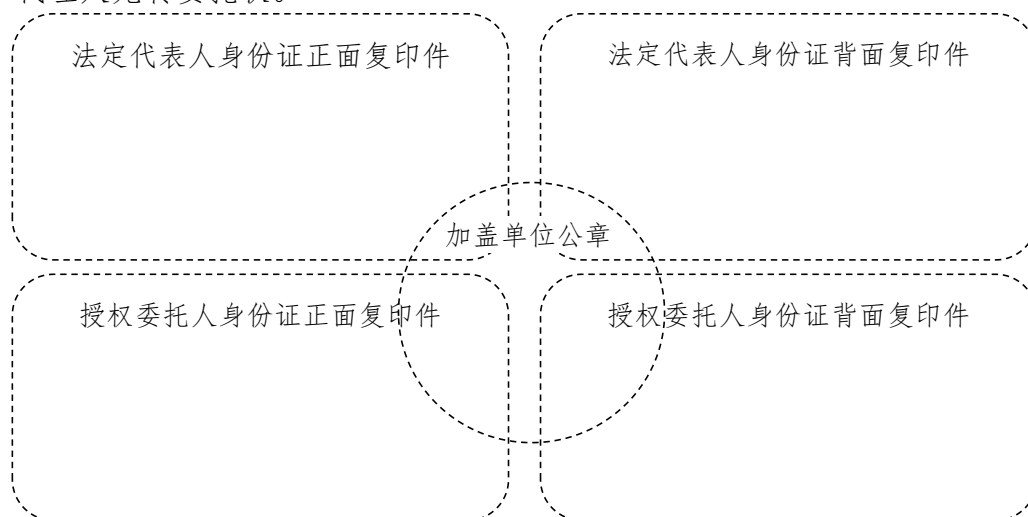 法定代表人身份证正面复印件
法定代表人身份证背面复印件
加盖单位公章
授权委托人身份证正面复印件
授权委托人身份证背面复印件